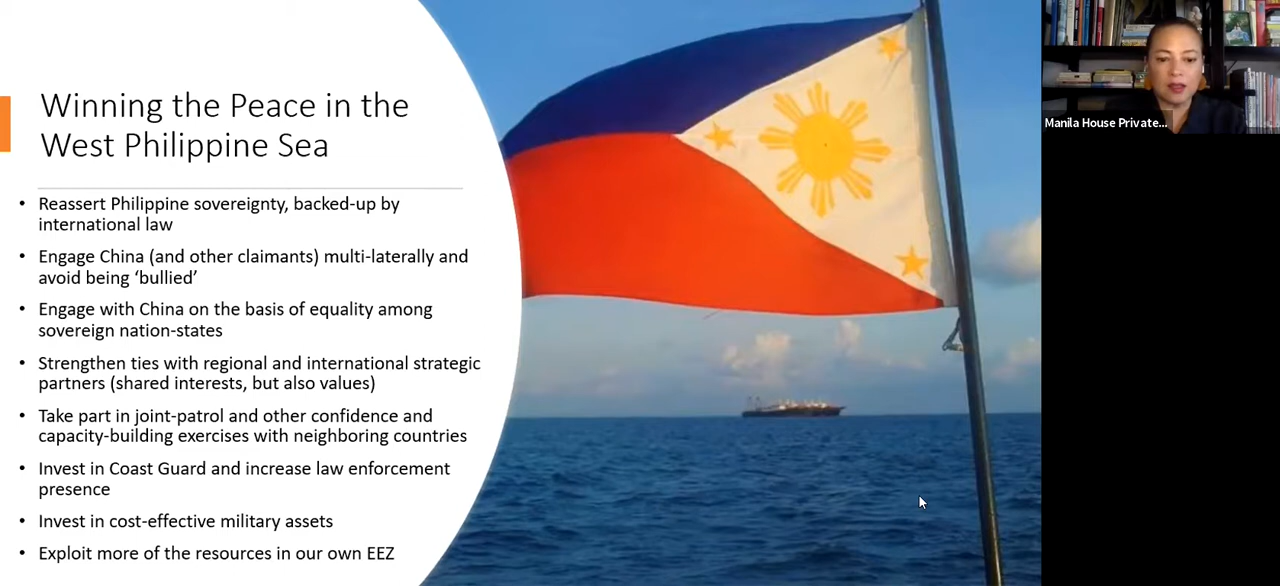 Winning the Peace in the
West Philippine Sea
• Reassert Philippine sovereignty, backed-up by
international law
• Engage China (and other claimants) multi-laterally and
avoid being ‘bullied’
• Engage with China on the basis of equality among
sovereign nation-states
• Strengthen ties with regional and international strategic
partners (shared interests, but also values)
• Take part in joint-patrol and other confidence and
capacity-building exercises with neighboring countries
• Invest in Coast Guard and increase law enforcement
presence
• Invest in cost-effective military assets
• Exploit more of the resources in our own EEZ
Manila House Private...